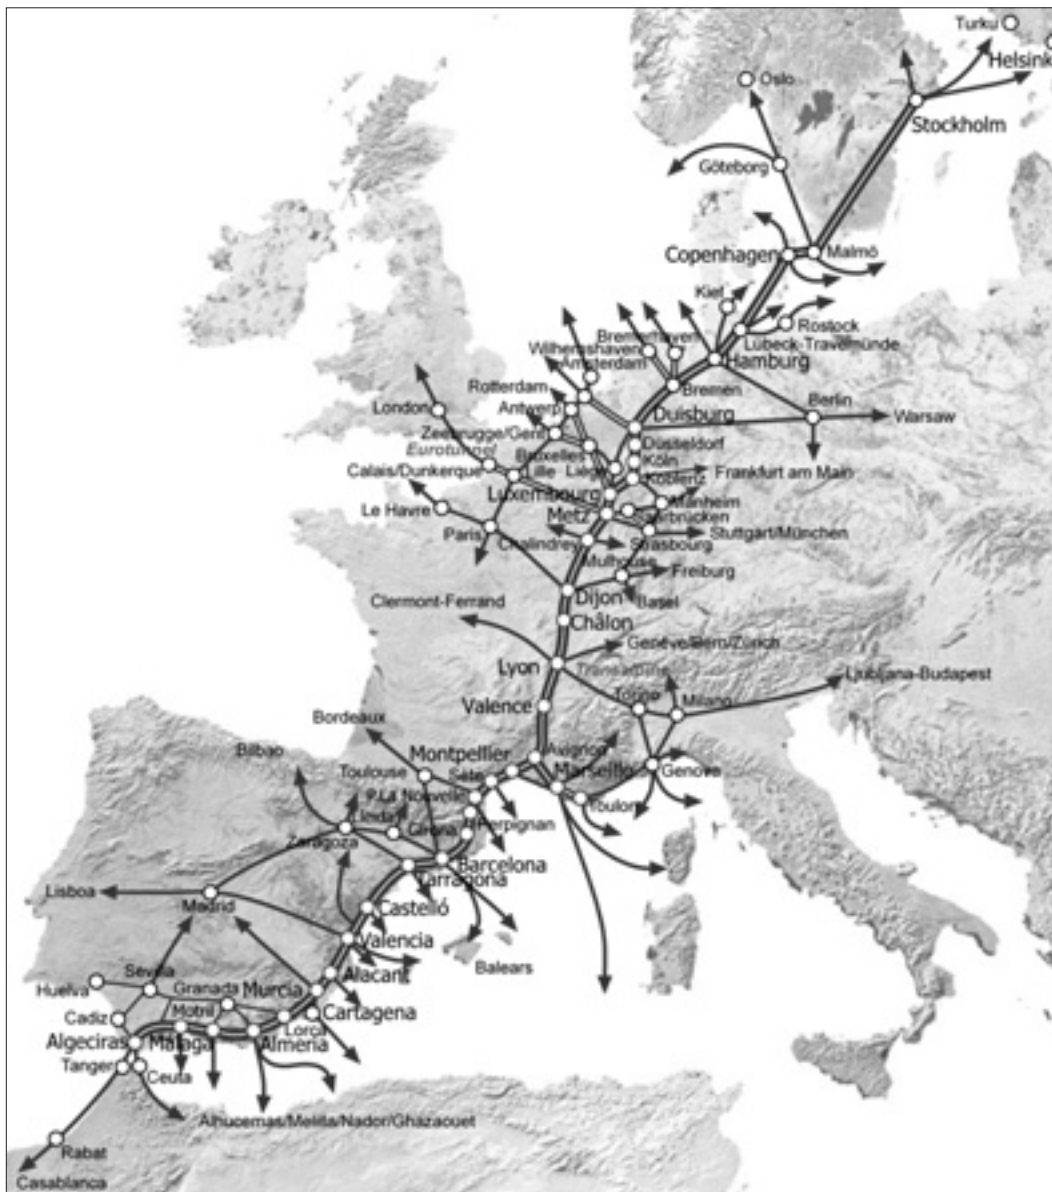 Turku
Helsink
Oslo
Stockholm
Göteborg
Copenhagen
Malmö
Kiel
Rostock
Lübeck-Travemünde
Bremerhaven
Wilhemshaven
Hamburg
Amsterdam
Rotterdam
Bremen
Berlin
London
Antwerp
Duisburg
Warsaw
Zeebrugge/Gent
Düsseldorf
Eurotunnel
Bruxelles
Köln
Calais/Dunkerque
Lille
Liège
Koblenz
Frankfurt am Main
Luxembourg
Manheim
Le Havre
Metz
Saarbrücken
Paris
Stuttgart/München
Chalindrey
Strasbourg
Mulhouse
Freiburg
Dijon
Basel
Clermont-Ferrand
Châlon
Genève/Bern/Zürich
Lyon
Transalpine
Ljubljana-Budapest
Torino
Milano
Valence
Bordeaux
Bilbao
Montpellier
Avignon
Toulouse
Sète
Marseille
Genova
P.La Nouvelle
Toulon
Lleida
Girona
Perpignan
Zaragoza
Barcelona
Tarragona
Lisboa
Madrid
Castelló
Valencia
Balears
Alacant
Sevilla
Huelva
Granada
Murcia
Cadiz
Motril
Cartagena
Lorca
Algeciras
Málaga
Almeria
Tanger
Ceuta
Alhucemas/Melilla/Nador/Ghazaouet
Rabat
Casablanca